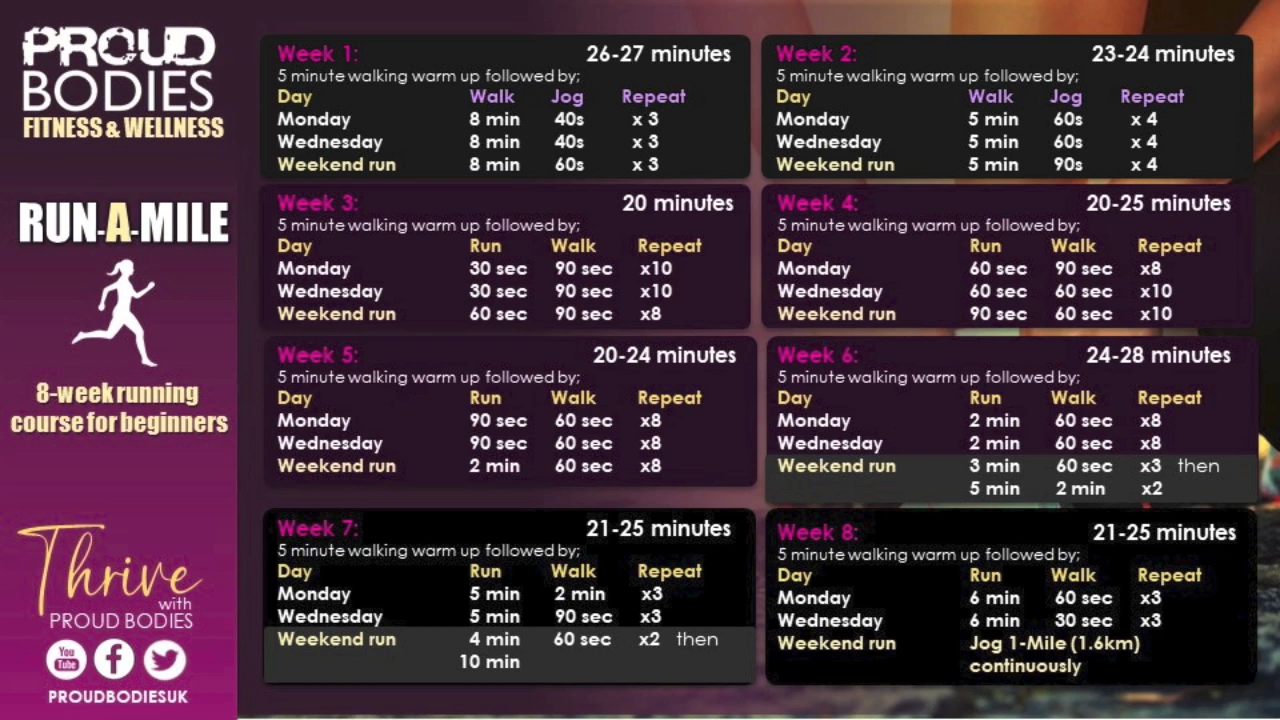 PROUD
BODIES
FITNESS & WELLNESS
RUN-A-MILE
8-week running
course for beginners
Thrive
with
PROUD BODIES
You
Tube
PROUDBODIESUK
Week 1: 26-27 minutes
5 minute walking warm up followed by;
Day Walk Jog Repeat
Monday 8 min 40s x 3
Wednesday 8 min 40s x 3
Weekend run 8 min 60s x 3
Week 2: 23-24 minutes
5 minute walking warm up followed by;
Day Walk Jog Repeat
Monday 5 min 60s x 4
Wednesday 5 min 60s x 4
Weekend run 5 min 90s x 4
Week 3: 20 minutes
5 minute walking warm up followed by;
Day Run Walk Repeat
Monday 30 sec 90 sec x10
Wednesday 30 sec 90 sec x10
Weekend run 60 sec 90 sec x8
Week 4: 20-25 minutes
5 minute walking warm up followed by;
Day Run Walk Repeat
Monday 60 sec 90 sec x8
Wednesday 60 sec 60 sec x10
Weekend run 90 sec 60 sec x10
Week 5: 20-24 minutes
5 minute walking warm up followed by;
Day Run Walk Repeat
Monday 90 sec 60 sec x8
Wednesday 90 sec 60 sec x8
Weekend run 2 min 60 sec x8
Week 6: 24-28 minutes
5 minute walking warm up followed by;
Day Run Walk Repeat
Monday 2 min 60 sec x8
Wednesday 2 min 60 sec x8
Weekend run 3 min 60 sec x3 then
5 min 2 min x2
Week 7: 21-25 minutes
5 minute walking warm up followed by;
Day Run Walk Repeat
Monday 5 min 2 min x3
Wednesday 5 min 90 sec x3
Weekend run 4 min 60 sec x2 then
10 min
Week 8: 21-25 minutes
5 minute walking warm up followed by;
Day Run Walk Repeat
Monday 6 min 60 sec x3
Wednesday 6 min 30 sec x3
Weekend run Jog 1-Mile (1.6km)
continuously